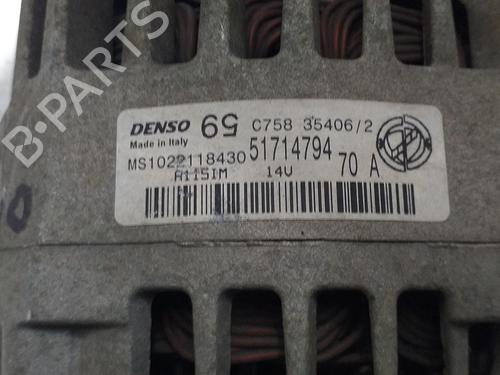 B-PARTS
DENSO 69 C758 35406/2
Made in Italy
MS1022118430 51714794
A115IM 14V 70 A